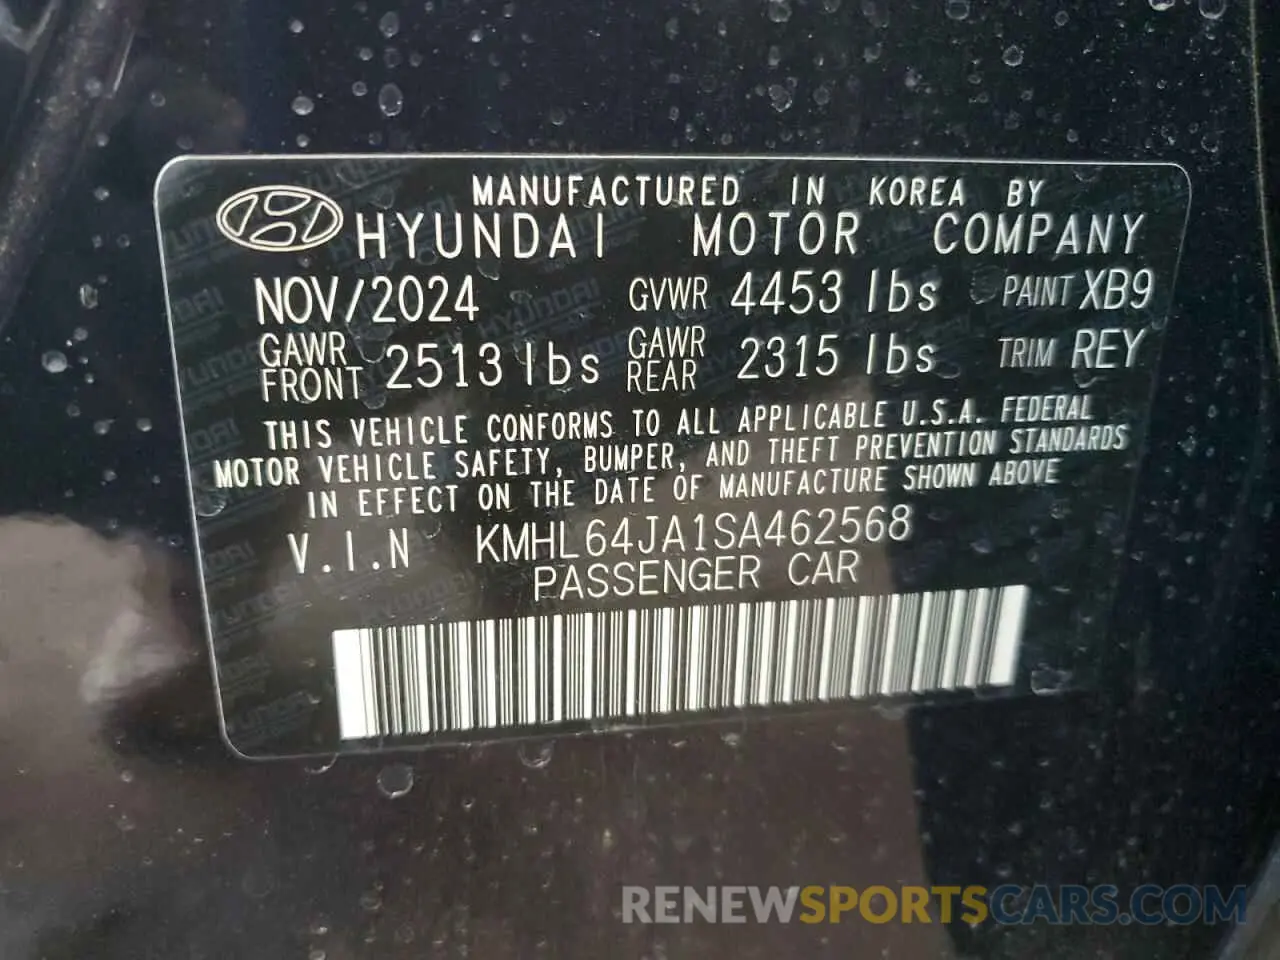 MANUFACTURED IN KOREA BY
HYUNDAI MOTOR COMPANY
NOV/2024 GVWR 4453 lbs PAINT XB9
GAWR FRONT 2513 lbs GAWR REAR 2315 lbs TRIM REY
THIS VEHICLE CONFORMS TO ALL APPLICABLE U.S.A. FEDERAL
MOTOR VEHICLE SAFETY, BUMPER, AND THEFT PREVENTION STANDARDS
IN EFFECT ON THE DATE OF MANUFACTURE SHOWN ABOVE
V.I.N KMHL64JA1SA462568
PASSENGER CAR
RENEWSPORTSCARS.COM